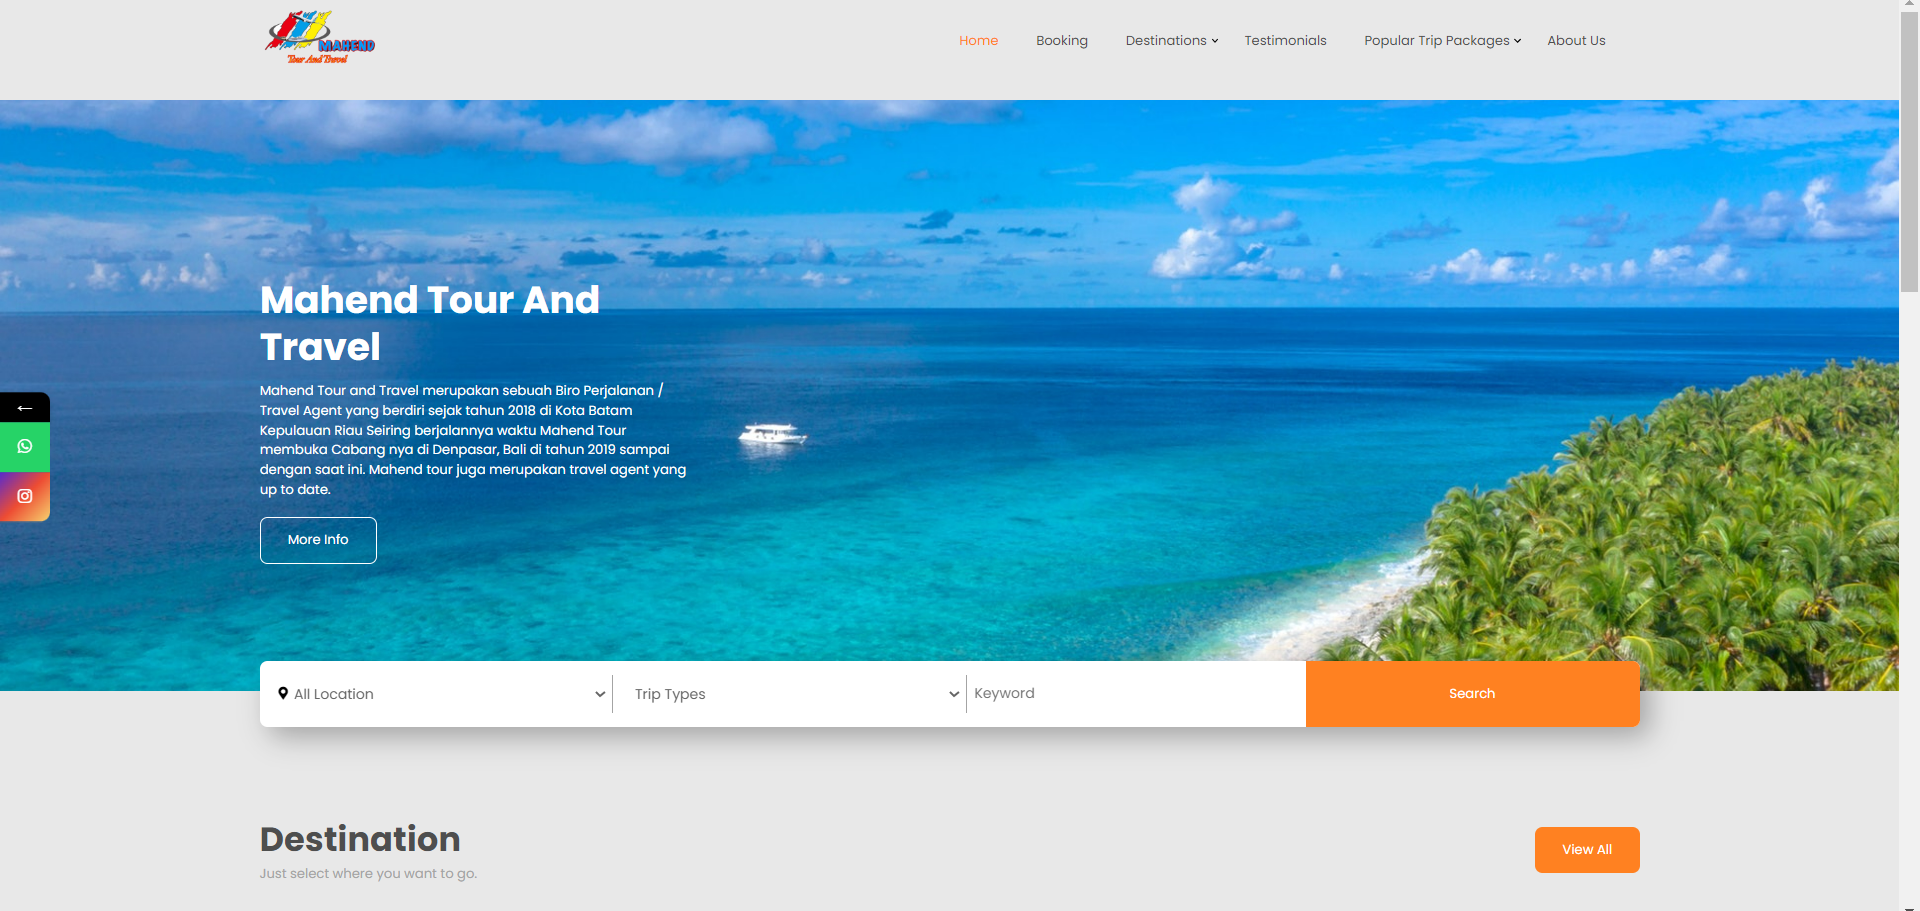 MAHEND
Tour And Travel
Home
Booking
Destinations
Testimonials
Popular Trip Packages
About Us
Mahend Tour And
Travel
Mahend Tour and Travel merupakan sebuah Biro Perjalanan /
Travel Agent yang berdiri sejak tahun 2018 di Kota Batam
Kepulauan Riau Seiring berjalannya waktu Mahend Tour
membuka Cabang nya di Denpasar, Bali di tahun 2019 sampai
dengan saat ini. Mahend tour juga merupakan travel agent yang
up to date.
More Info
All Location
Trip Types
Keyword
Search
Destination
Just select where you want to go.
View All